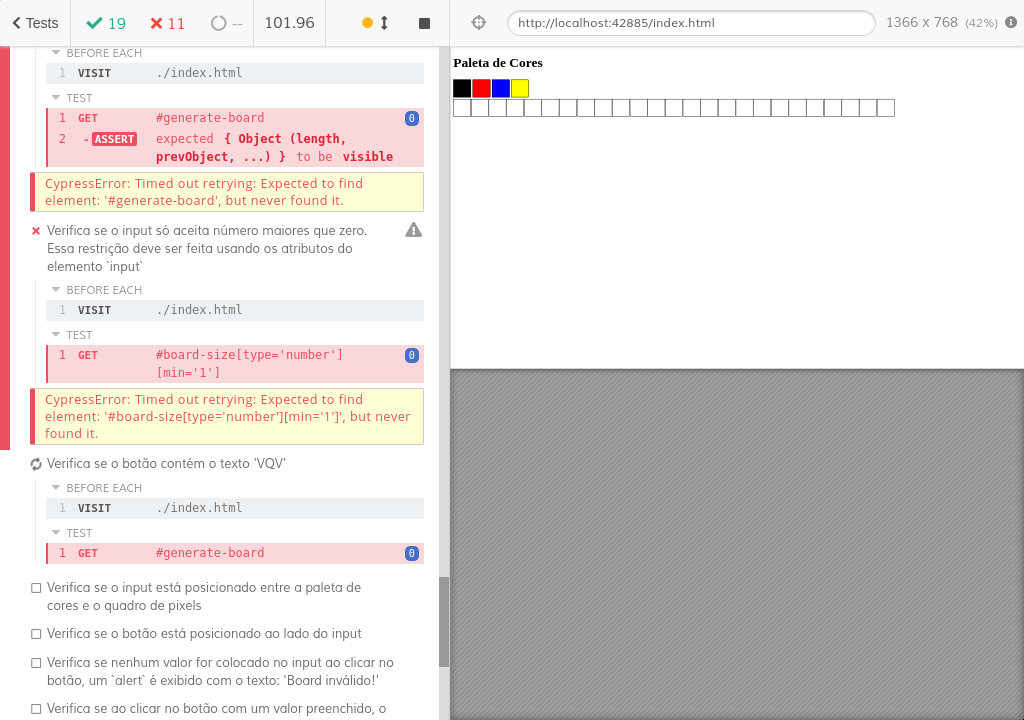 Tests
19
11
--
101.96
http://localhost:42885/index.html
1366 x 768 (42%)
BEFORE EACH
1 VISIT ./index.html
TEST
1 GET #generate-board 0
2 -ASSERT expected { Object (length,
prevObject, ...) } to be visible
CypressError: Timed out retrying: Expected to find
element: '#generate-board', but never found it.
Verifica se o input só aceita número maiores que zero.
Essa restrição deve ser feita usando os atributos do
elemento `input`
BEFORE EACH
1 VISIT ./index.html
TEST
1 GET #board-size[type='number'] 0
[min='1']
CypressError: Timed out retrying: Expected to find
element: '#board-size[type='number'][min='1']', but never
found it.
Verifica se o botão contém o texto 'VQV'
BEFORE EACH
1 VISIT ./index.html
TEST
1 GET #generate-board 0
Verifica se o input está posicionado entre a paleta de
cores e o quadro de pixels
Verifica se o botão está posicionado ao lado do input
Verifica se nenhum valor for colocado no input ao clicar no
botão, um `alert` é exibido com o texto: 'Board inválido!'
Verifica se ao clicar no botão com um valor preenchido, o
Paleta de Cores